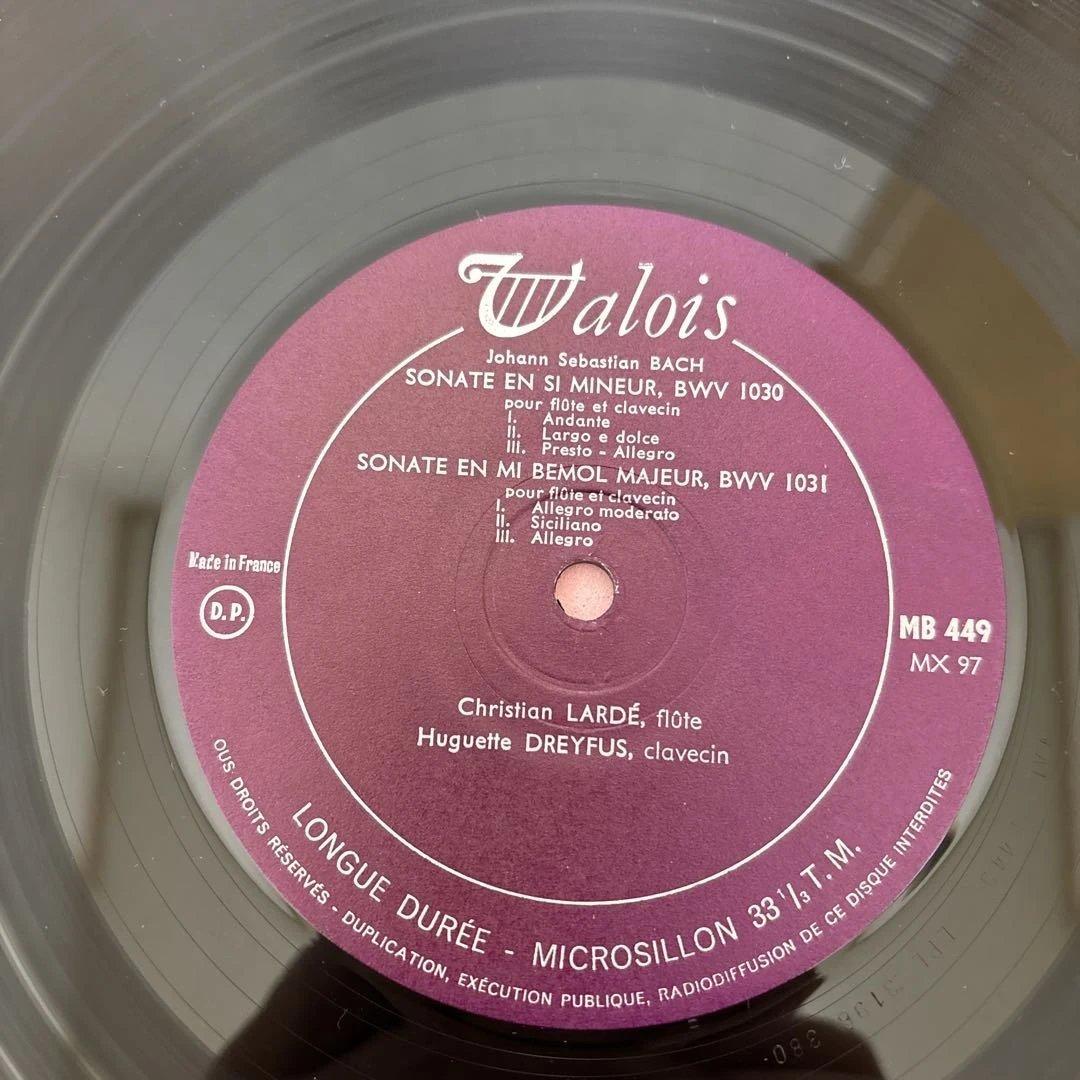 Valois
Johann Sebastian BACH
SONATE EN SI MINEUR, BWV 1030
pour flûte et clavecin
I. Andante
II. Largo e dolce
III. Presto - Allegro
SONATE EN MI BEMOL MAJEUR, BWV 1031
pour flûte et clavecin
I. Allegro moderato
II. Siciliano
III. Allegro
Made in France
D.P.
MB 449
MX 97
Christian LARDÉ, flûte
Huguette DREYFUS, clavecin
LONGUE DURÉE - MICROSILLON 33 1/3 T. M.
OUS DROITS RÉSERVÉS - DUPLICATION, EXÉCUTION PUBLIQUE, RADIODIFFUSION DE CE DISQUE INTERDITES
380